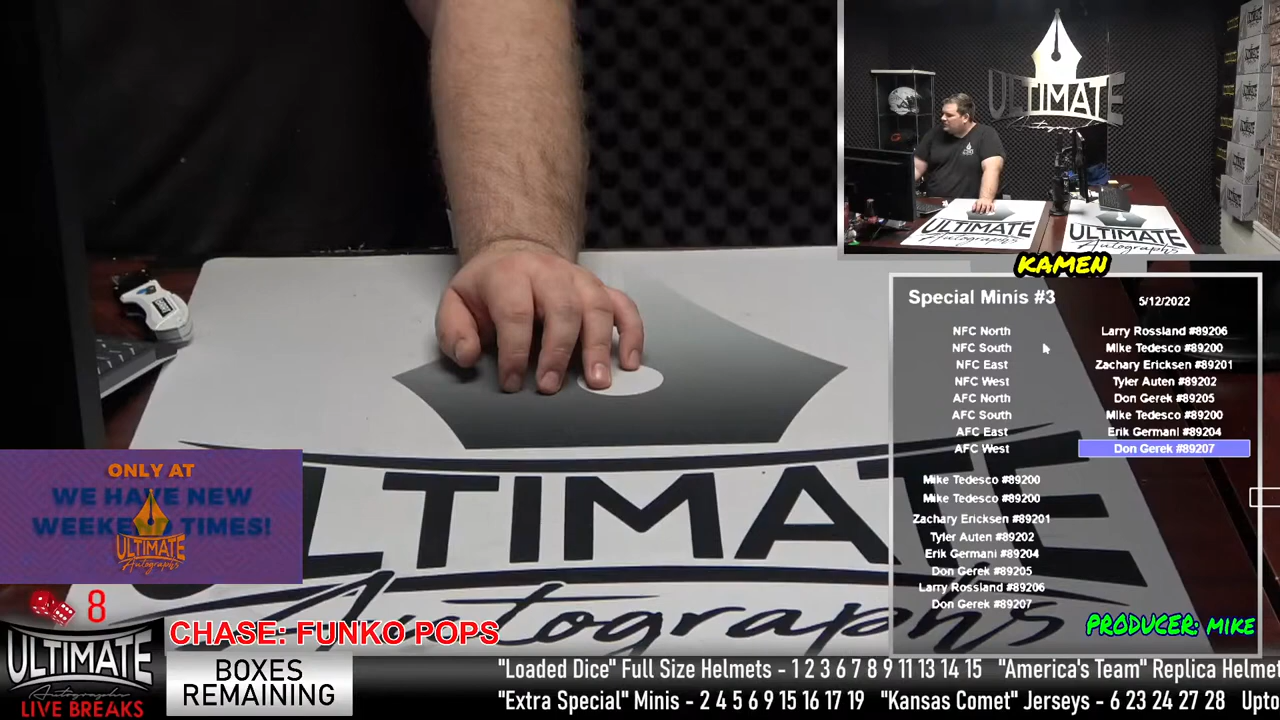 ULTIMATE
Autographs
ULTIMATE
Autographs
ULTIMATE
Autographs
KAMEN
Special Minis #3
5/12/2022
NFC North Larry Rossland #89206
NFC South Mike Tedesco #89200
NFC East Zachary Ericksen #89201
NFC West Tyler Auten #89202
AFC North Don Gerek #89205
AFC South Mike Tedesco #89200
AFC East Erik Germani #89204
AFC West Don Gerek #89207
Mike Tedesco #89200
Mike Tedesco #89200
Zachary Ericksen #89201
Tyler Auten #89202
Erik Germani #89204
Don Gerek #89205
Larry Rossland #89206
Don Gerek #89207
PRODUCER: MIKE
ULTIMATE
Autographs
ONLY AT
WE HAVE NEW
WEEKEND TIMES!
ULTIMATE
Autographs
8
CHASE: FUNKO POPS
ULTIMATE
Autographs
LIVE BREAKS
BOXES
REMAINING
"Loaded Dice" Full Size Helmets - 1 2 3 6 7 8 9 11 13 14 15 "America's Team" Replica Helmet
"Extra Special" Minis - 2 4 5 6 9 15 16 17 19 "Kansas Comet" Jerseys - 6 23 24 27 28 Upto